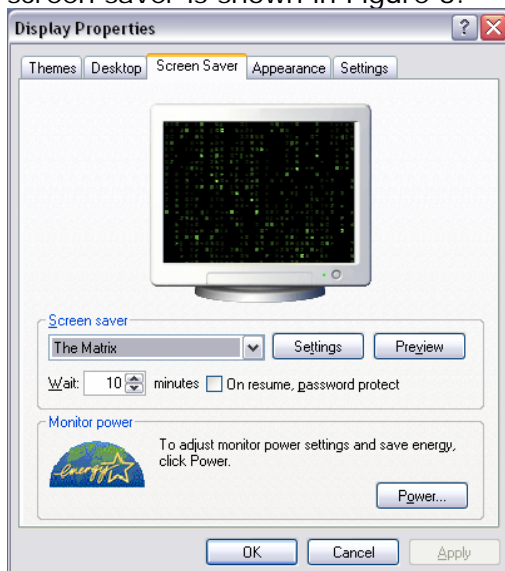 screen saver is shown in Figure 6.
Display Properties
Themes Desktop Screen Saver Appearance Settings
Screen saver
The Matrix Settings Preview
Wait: 10 minutes On resume, password protect
Monitor power
energy
To adjust monitor power settings and save energy,
click Power.
Power...
OK Cancel Apply